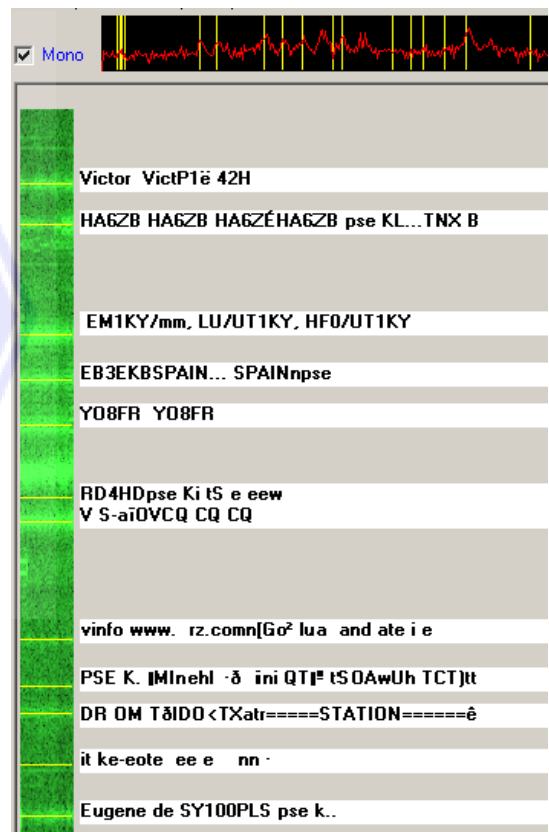 Mono
Victor VictP1ë 42H
HA6ZB HA6ZB HA6ZÉHA6ZB pse KL...TNX B
EM1KY/mm, LU/UT1KY, HF0/UT1KY
EB3EKBSPAIN... SPAINnpse
YO8FR YO8FR
RD4HDpse Ki tS e eew
V S-aïOVCQ CQ CQ
vinfo www. rz.comn[Go² lua and ate i e
PSE K. MInehl ·ð ïni tSOAwUh TCT)tt
DR OM TðIDO<TXatr=====STATION======ê
it ke-eote ee e nn ·
Eugene de SY100PLS pse k..